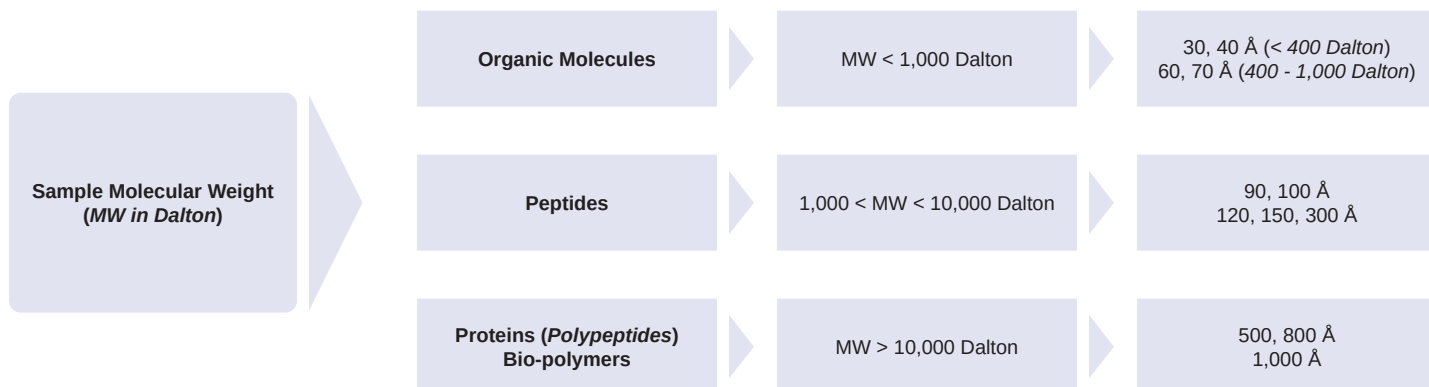 Sample Molecular Weight
(MW in Dalton)
Organic Molecules
MW < 1,000 Dalton
30, 40 Å (< 400 Dalton)
60, 70 Å (400 - 1,000 Dalton)
Peptides
1,000 < MW < 10,000 Dalton
90, 100 Å
120, 150, 300 Å
Proteins (Polypeptides)
Bio-polymers
MW > 10,000 Dalton
500, 800 Å
1,000 Å